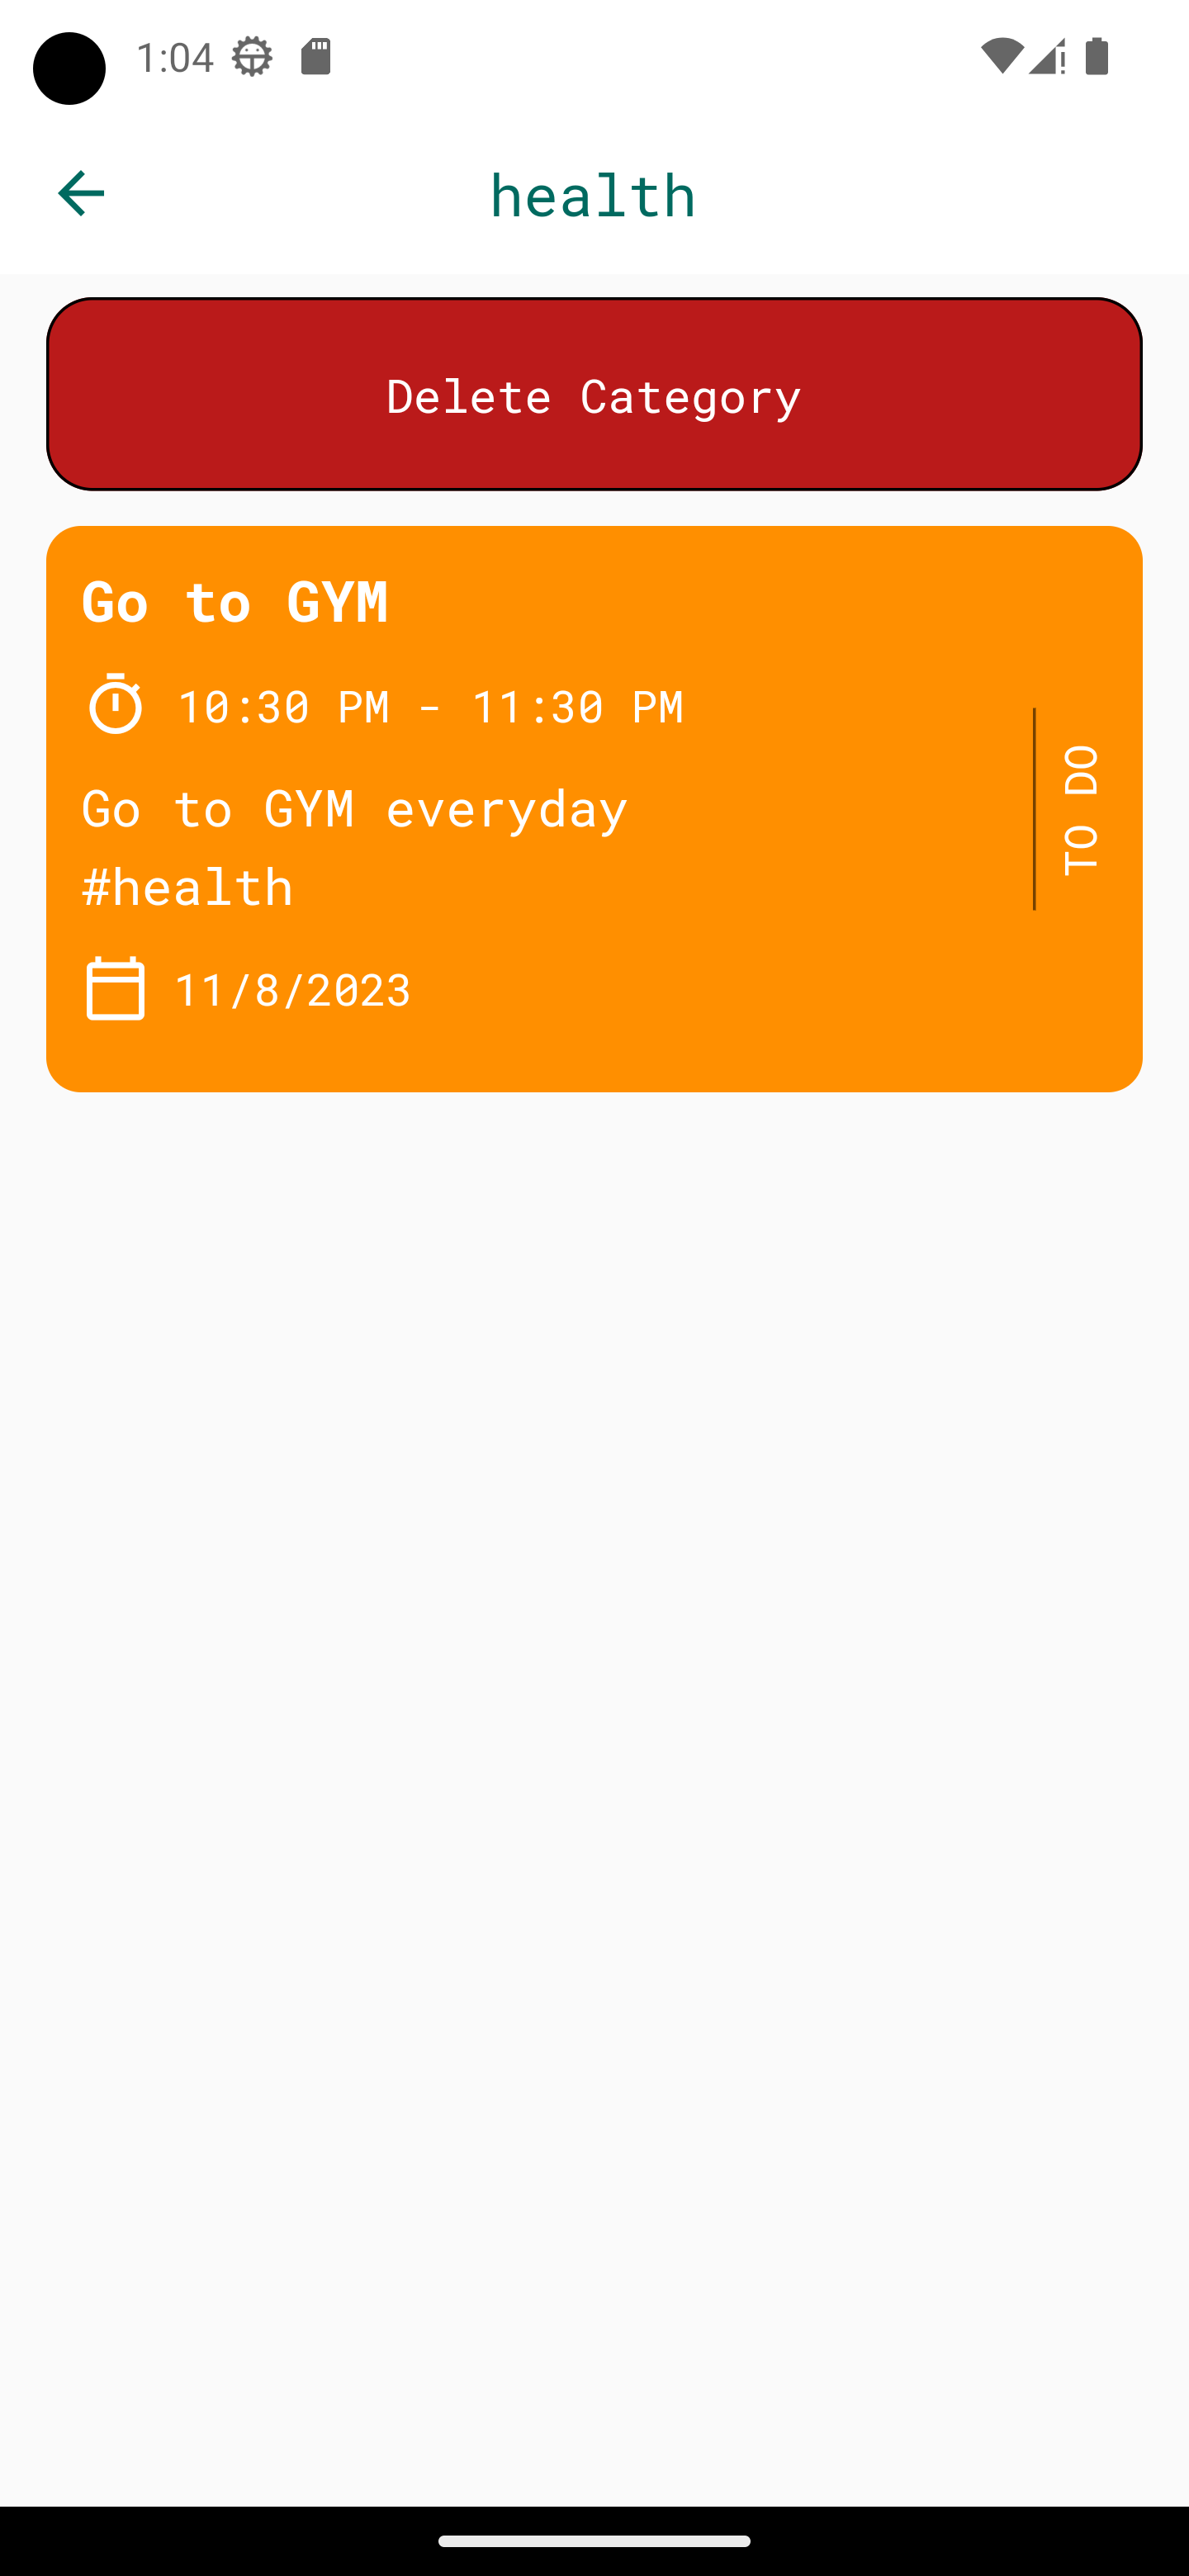 1:04
health
Delete Category
Go to GYM
10:30 PM - 11:30 PM
Go to GYM everyday
#health
11/8/2023
TO DO